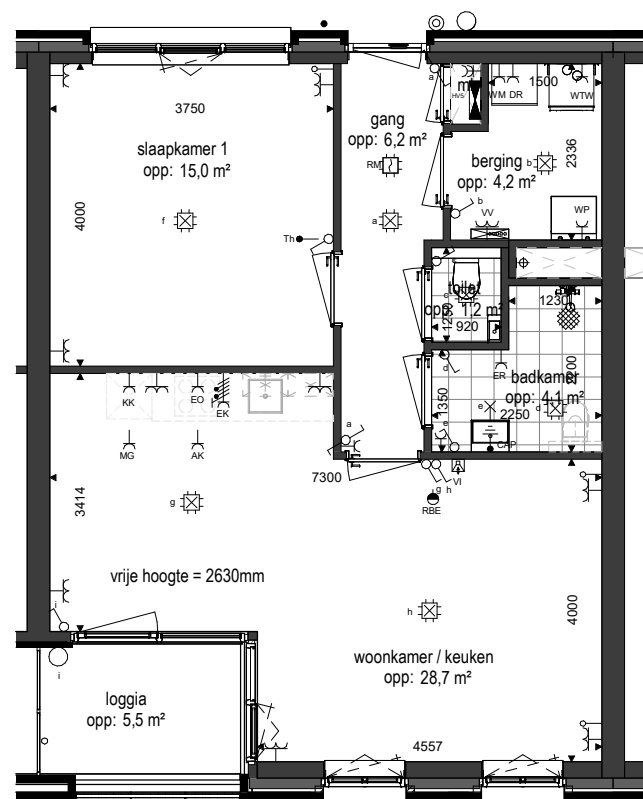 3750
slaapkamer 1
opp: 15,0 m²
4000
f
Th
a
gang
opp: 6,2 m²
RM
a
m
HVS
WM DR
1500
WTW
berging
b
opp: 4,2 m²
2336
b
VV
WP
toilet
c
opp: 1,2 m²
1250
920
1230
2200
d
ER
badkamer
opp: 4,1 m²
1350
e
d
2250
e
CAP
KK
EO
EK
MG
AK
a
7300
g
h
VI
RBE
3414
g
vrije hoogte = 2630mm
i
h
4000
woonkamer / keuken
opp: 28,7 m²
i
loggia
opp: 5,5 m²
4557